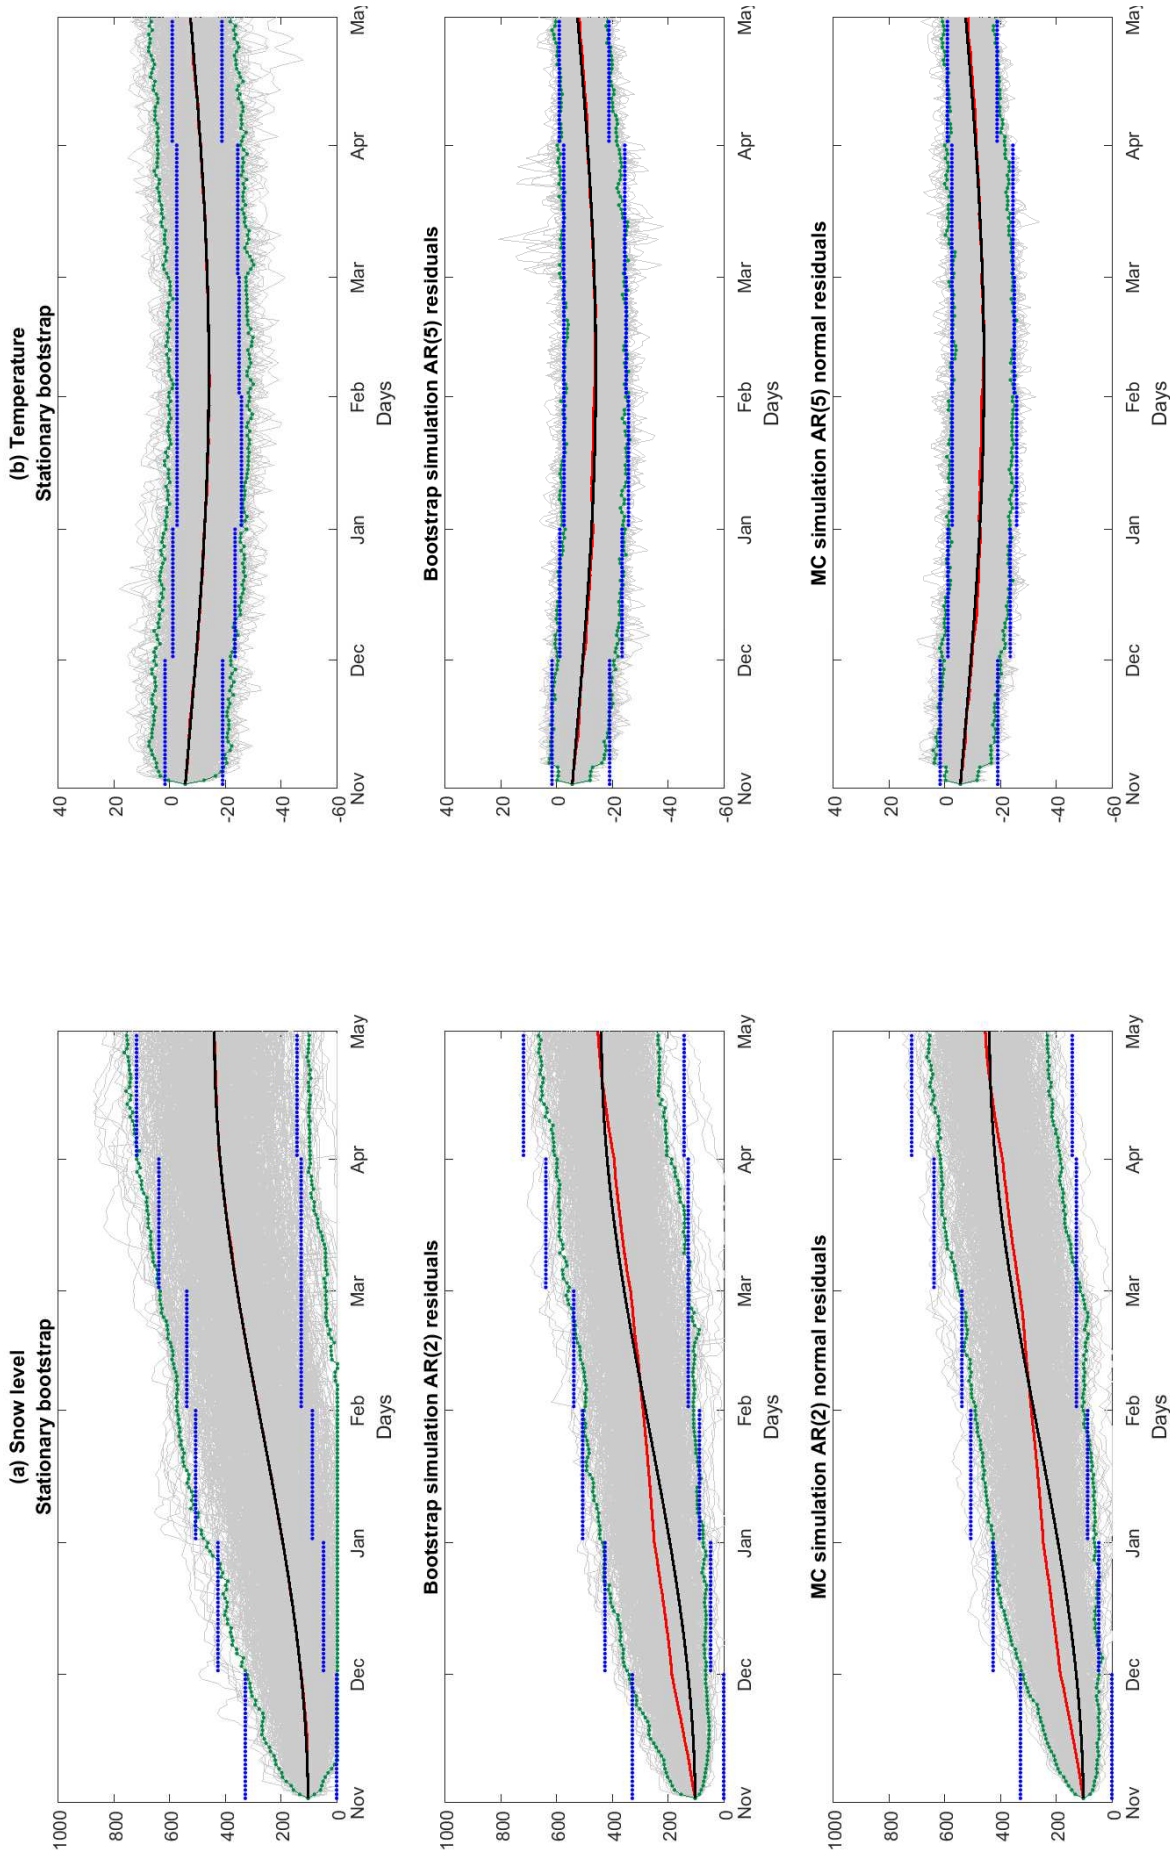 (a) Snow level
Stationary bootstrap
1000
800
600
400
200
0
Nov Dec Jan Feb Mar Apr May
Days
Bootstrap simulation AR(2) residuals
1000
800
600
400
200
0
Nov Dec Jan Feb Mar Apr May
Days
MC simulation AR(2) normal residuals
1000
800
600
400
200
0
Nov Dec Jan Feb Mar Apr May
Days
(b) Temperature
Stationary bootstrap
40
20
0
-20
-40
-60
Nov Dec Jan Feb Mar Apr May
Days
Bootstrap simulation AR(5) residuals
40
20
0
-20
-40
-60
Nov Dec Jan Feb Mar Apr May
Days
MC simulation AR(5) normal residuals
40
20
0
-20
-40
-60
Nov Dec Jan Feb Mar Apr May
Days